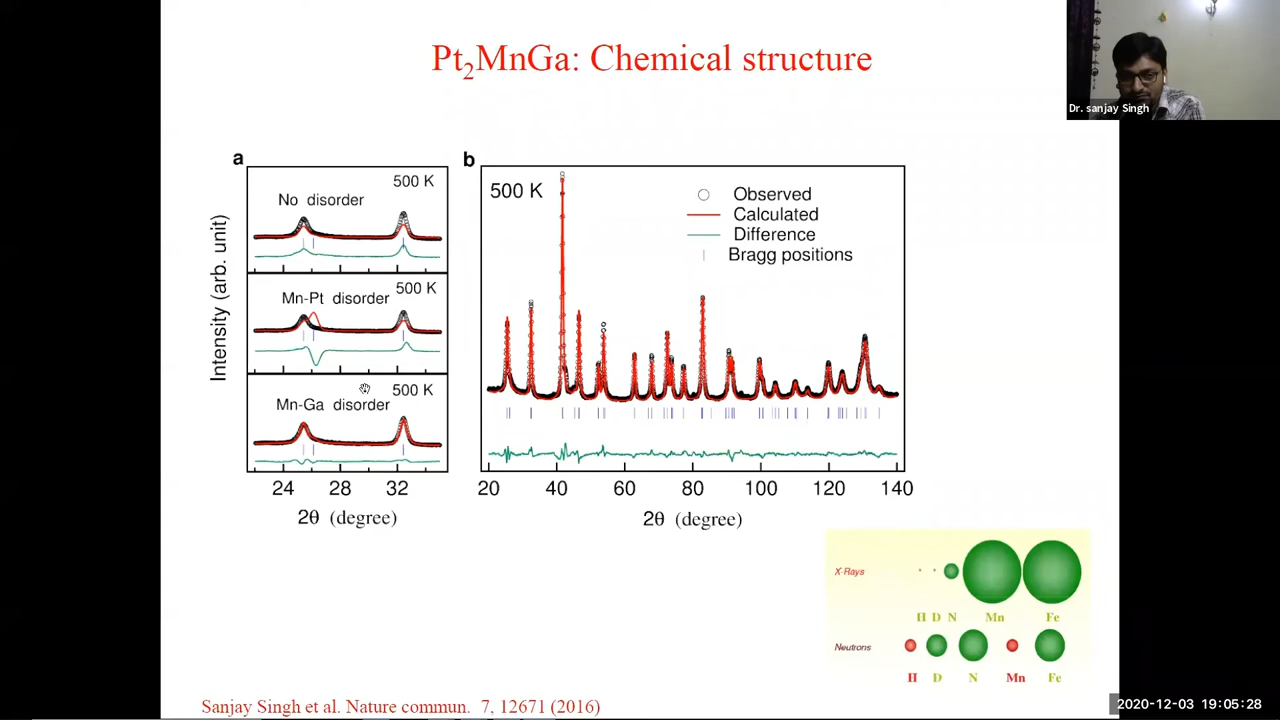 Pt₂MnGa: Chemical structure
Dr. sanjay Singh
a
500 K
No disorder
500 K
Mn-Pt disorder
500 K
Mn-Ga disorder
Intensity (arb. unit)
24 28 32
2θ (degree)
b
500 K
Observed
Calculated
Difference
Bragg positions
20 40 60 80 100 120 140
2θ (degree)
X-Rays
H D N Mn Fe
Neutrons
H D N Mn Fe
Sanjay Singh et al. Nature commun. 7, 12671 (2016)
2020-12-03 19:05:28